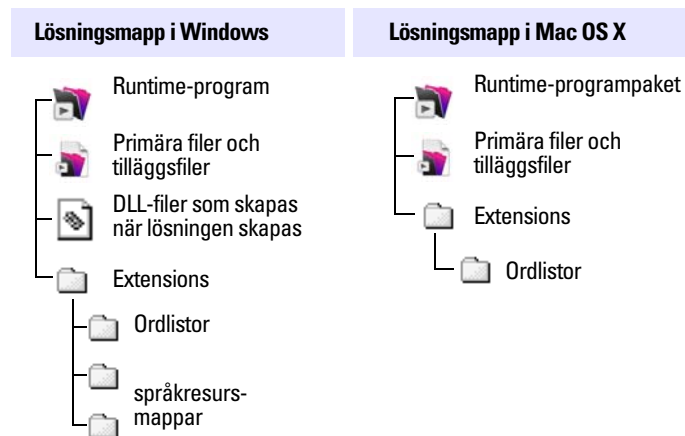 Lösningsmapp i Windows
Runtime-program
Primära filer och
tilläggsfiler
DLL-filer som skapas
när lösningen skapas
Extensions
Ordlistor
språkresurs-
mappar
Lösningsmapp i Mac OS X
Runtime-programpaket
Primära filer och
tilläggsfiler
Extensions
Ordlistor